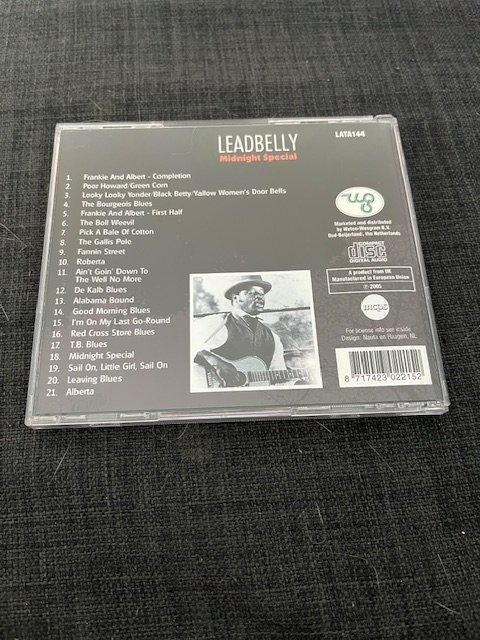 LEADBELLY
Midnight Special
LATA144
1. Frankie And Albert - Completion
2. Poor Howard/Green Corn
3. Looky Looky Yonder/Black Betty/Yallow Women's Door Bells
4. The Bourgeois Blues
5. Frankie And Albert - First Half
6. The Boll Weevil
7. Pick A Bale Of Cotton
8. The Gallis Pole
9. Fannin Street
10. Roberta
11. Ain't Goin' Down To
The Well No More
12. De Kalb Blues
13. Alabama Bound
14. Good Morning Blues
15. I'm On My Last Go-Round
16. Red Cross Store Blues
17. T.B. Blues
18. Midnight Special
19. Sail On, Little Girl, Sail On
20. Leaving Blues
21. Alberta
wg
Marketed and distributed
by Weton-Wesgram B.V.
Oud-Beijerland, the Netherlands
COMPACT
disc
DIGITAL AUDIO
A product from UK
Manufactured in European Union
℗ 2005
mcps
For license info see inside
Design: Nauta en Haagen, NL
8 717423 022152